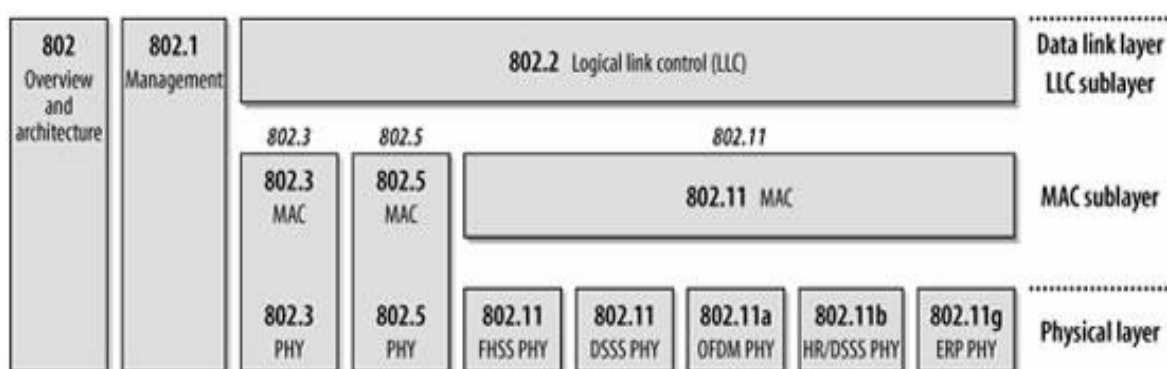 802
Overview
and
architecture
802.1
Management
802.2 Logical link control (LLC)
Data link layer
LLC sublayer
802.3
802.5
802.11
802.3
MAC
802.5
MAC
802.11 MAC
MAC sublayer
802.3
PHY
802.5
PHY
802.11
FHSS PHY
802.11
DSSS PHY
802.11a
OFDM PHY
802.11b
HR/DSSS PHY
802.11g
ERP PHY
Physical layer